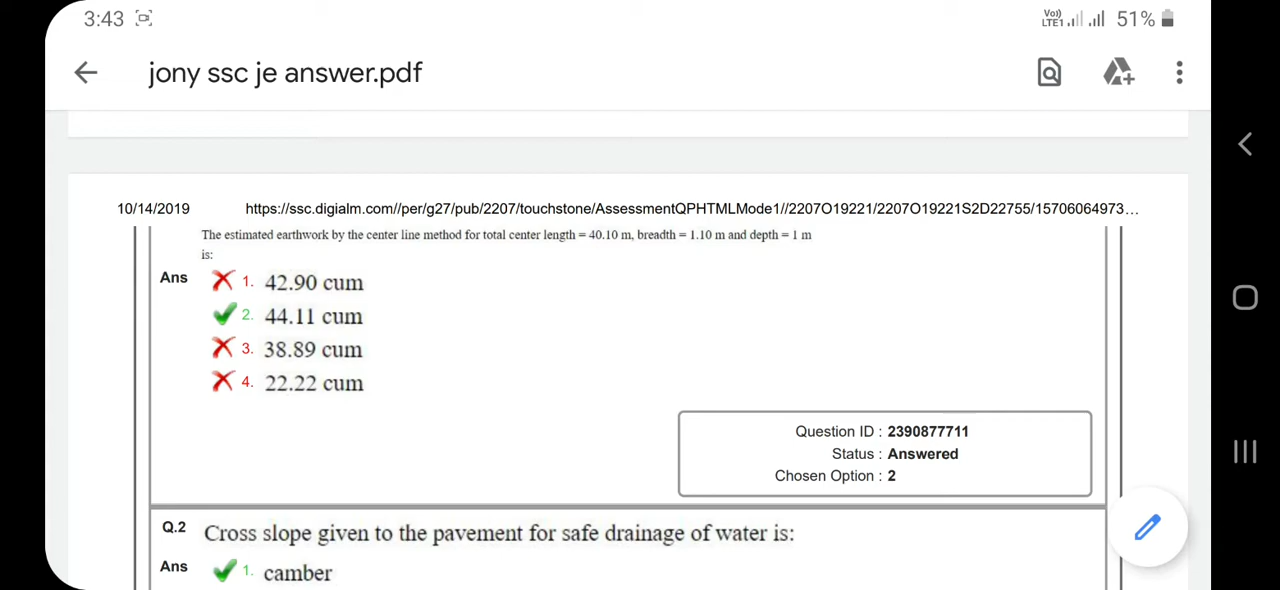 3:43
Vo)) LTE1 51%
jony ssc je answer.pdf
10/14/2019 https://ssc.digialm.com//per/g27/pub/2207/touchstone/AssessmentQPHTMLMode1//2207O19221/2207O19221S2D22755/15706064973…
The estimated earthwork by the center line method for total center length = 40.10 m, breadth = 1.10 m and depth = 1 m
is:
Ans 1. 42.90 cum
2. 44.11 cum
3. 38.89 cum
4. 22.22 cum
Question ID : 2390877711
Status : Answered
Chosen Option : 2
Q.2 Cross slope given to the pavement for safe drainage of water is:
Ans 1. camber